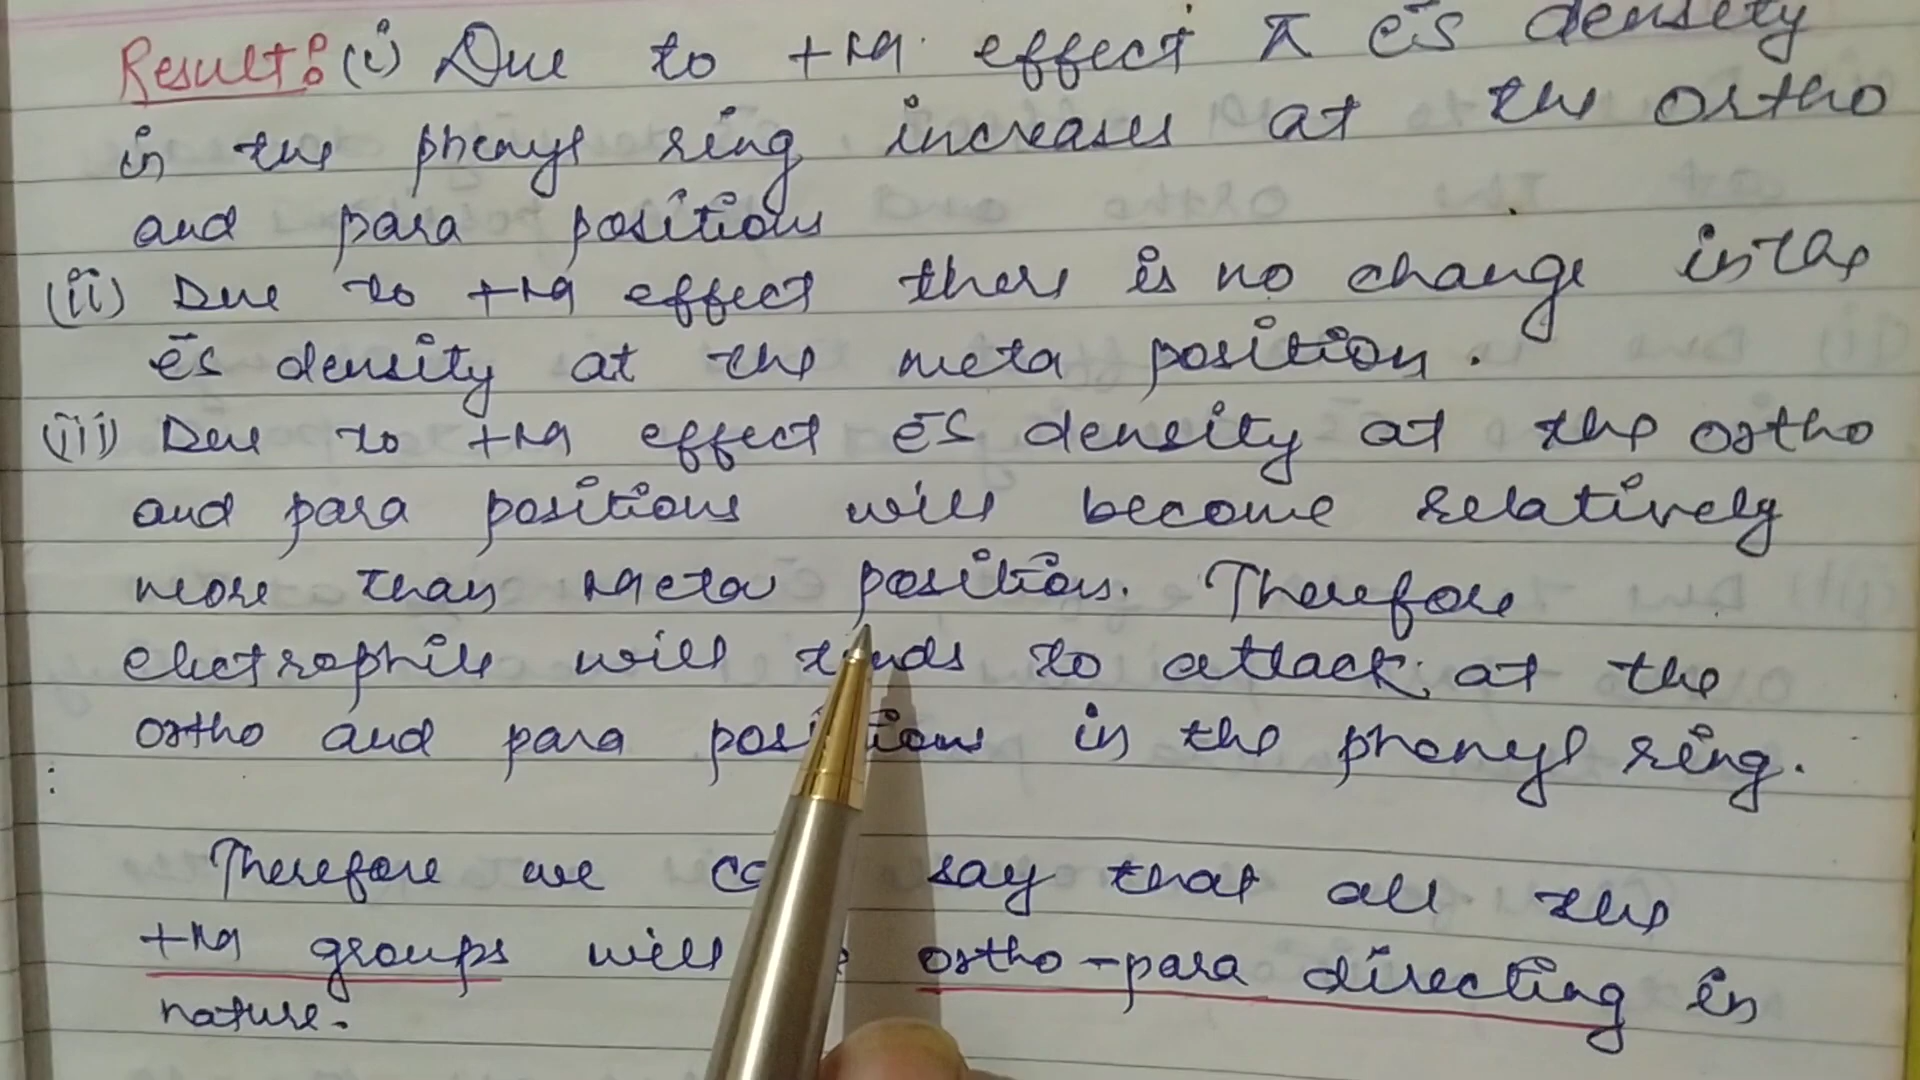 Result: (i) Due to +M effect π ēs density
in the phenyl ring increases at the ortho
and para positions
(ii) Due to +M effect there is no change in the
ēs density at the meta position.
(iii) Due to +M effect ēs density at the ortho
and para positions will become relatively
more than Meta position. Therefore
electrophile will tends to attack at the
ortho and para positions in the phenyl ring.
Therefore we say that all the
+M groups will ortho-para directing in
nature.